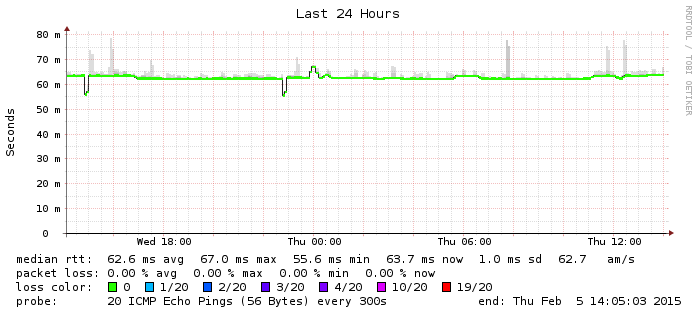 Last 24 Hours
RRDTOOL / TOBI OETIKER
Seconds
80 m
70 m
60 m
50 m
40 m
30 m
20 m
10 m
0
Wed 18:00 Thu 00:00 Thu 06:00 Thu 12:00
median rtt: 62.6 ms avg 67.0 ms max 55.6 ms min 63.7 ms now 1.0 ms sd 62.7 am/s
packet loss: 0.00 % avg 0.00 % max 0.00 % min 0.00 % now
loss color: 0 1/20 2/20 3/20 4/20 10/20 19/20
probe: 20 ICMP Echo Pings (56 Bytes) every 300s end: Thu Feb 5 14:05:03 2015